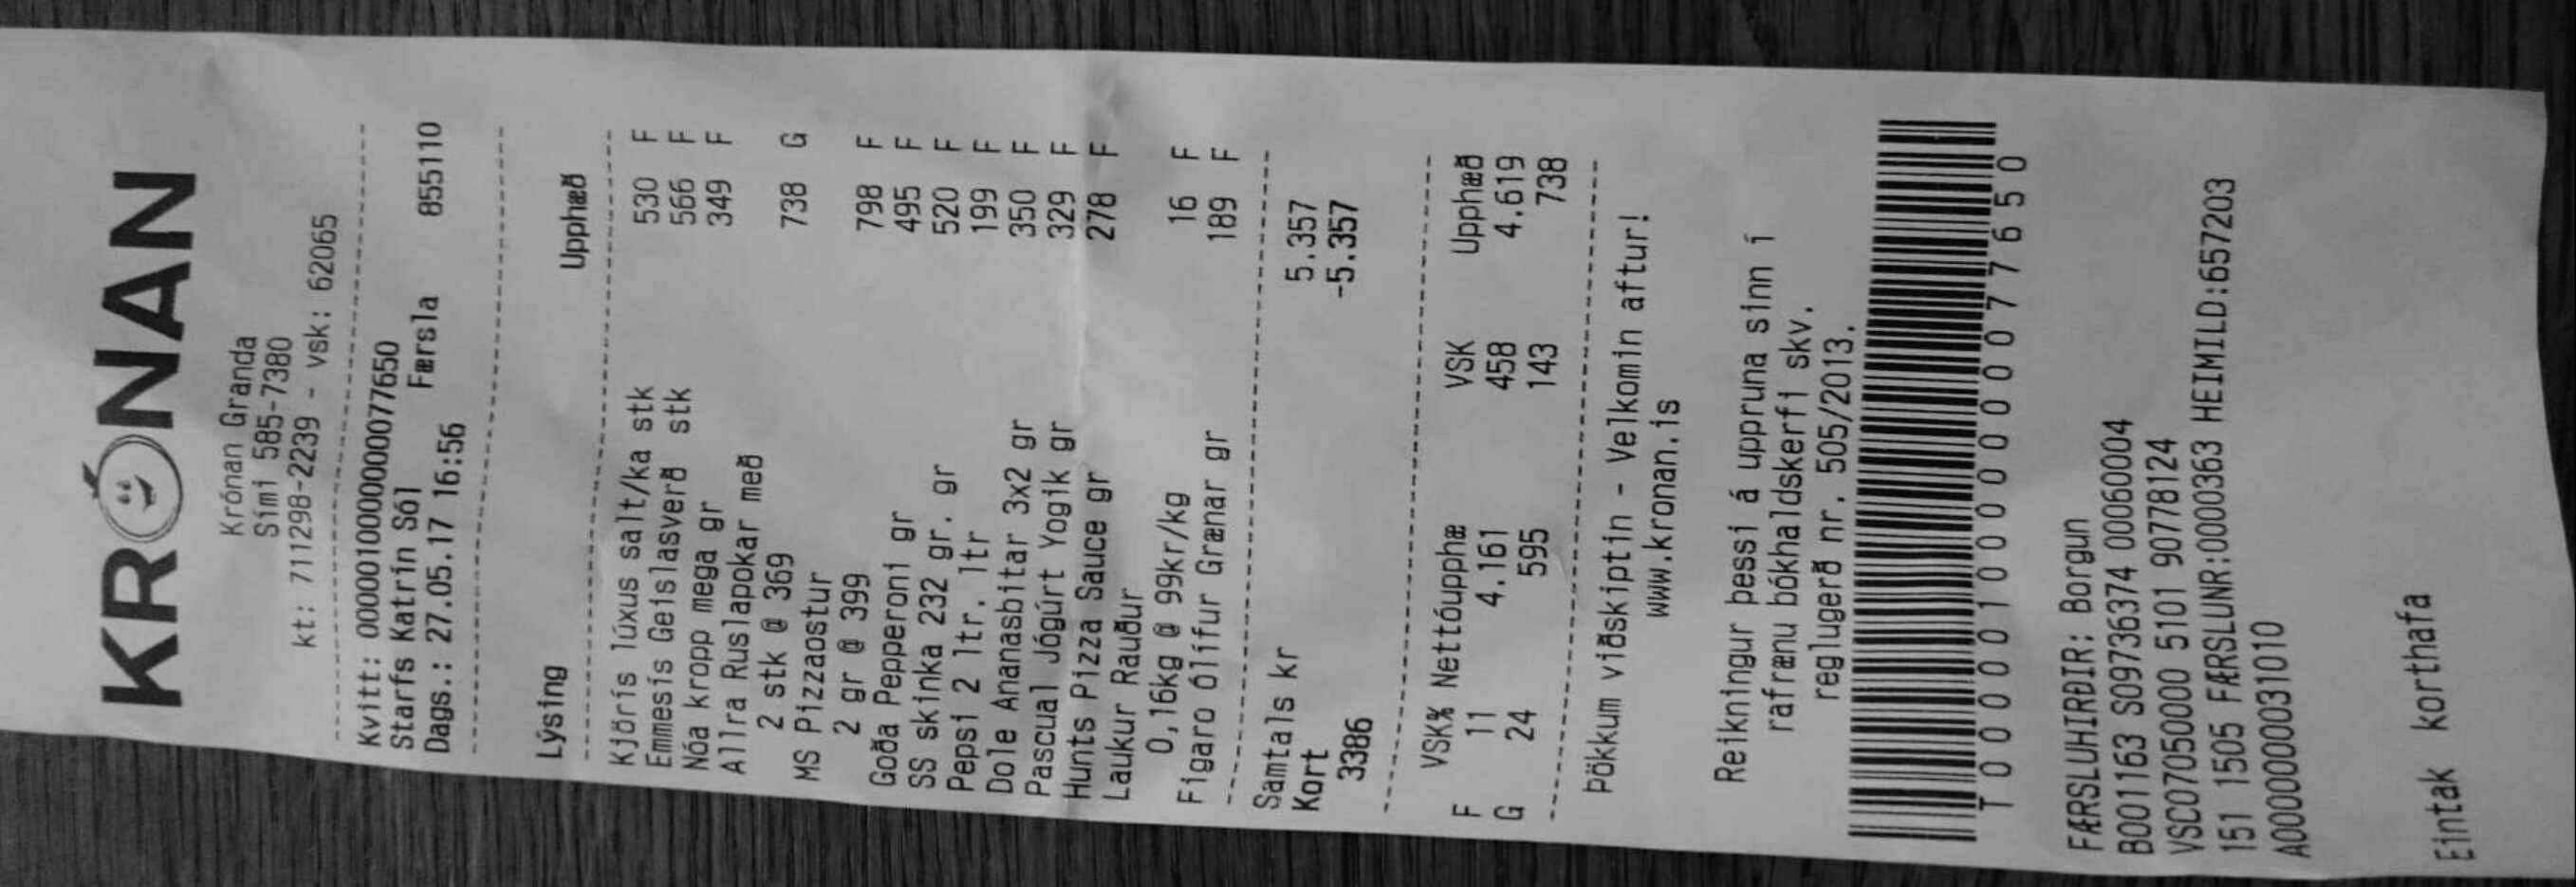 KRÓNAN
Krónan Granda
Sími 585-7380
kt: 711298-2239 - vsk: 62065
Kvitt: 00000100000000077650
Starfs Katrín Sól Færsla 855110
Dags.: 27.05.17 16:56
Lýsing Upphæð
Kjörís lúxus salt/ka stk 530 F
Emmesís Geislasverð stk 566 F
Nóa kropp mega gr 349 F
Allra Ruslapokar með
2 stk @ 369 738 G
MS Pizzaostur
2 gr @ 399 798 F
Goða Pepperoni gr 495 F
SS skinka 232 gr. gr 520 F
Pepsi 2 ltr. ltr 199 F
Dole Ananasbitar 3x2 gr 350 F
Pascual Jógúrt Yogik gr 329 F
Hunts Pizza Sauce gr 278 F
Laukur Rauður
0,16kg @ 99kr/kg 16 F
Figaro Ólífur Grænar gr 189 F
Samtals kr 5.357
Kort -5.357
3386
VSK% Nettóupphæ VSK Upphæð
F 11 4.161 458 4.619
G 24 595 143 738
Þökkum viðskiptin - Velkomin aftur!
www.kronan.is
Reikningur þessi á uppruna sinn í
rafrænu bókhaldskerfi skv.
reglugerð nr. 505/2013.
T00000100000000077650
FÆRSLUHIRÐIR: Borgun
B001163 S09736374 00060004
VSC07050000 5101 90778124
151 1505 FÆRSLUNR:0000363 HEIMILD:657203
A0000000031010
Eintak korthafa